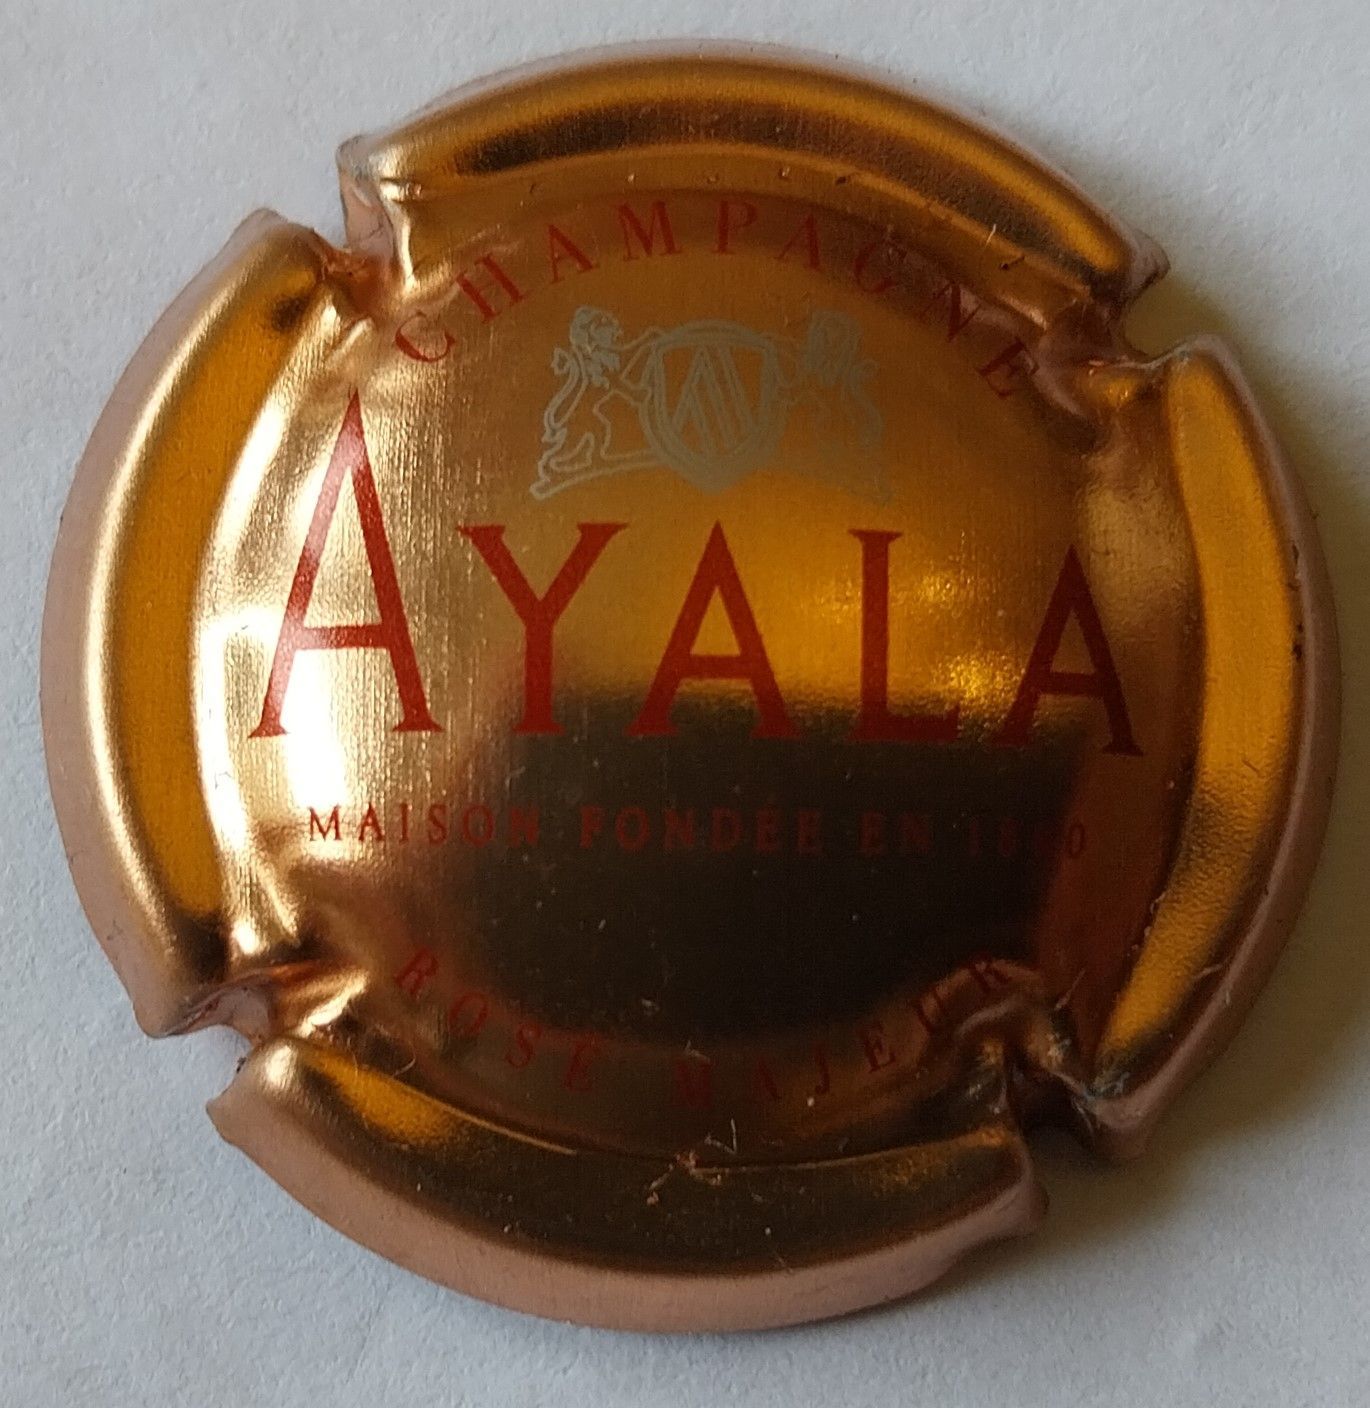 CHAMPAGNE
AYALA
MAISON FONDÉE EN
ROSÉ MAJEUR